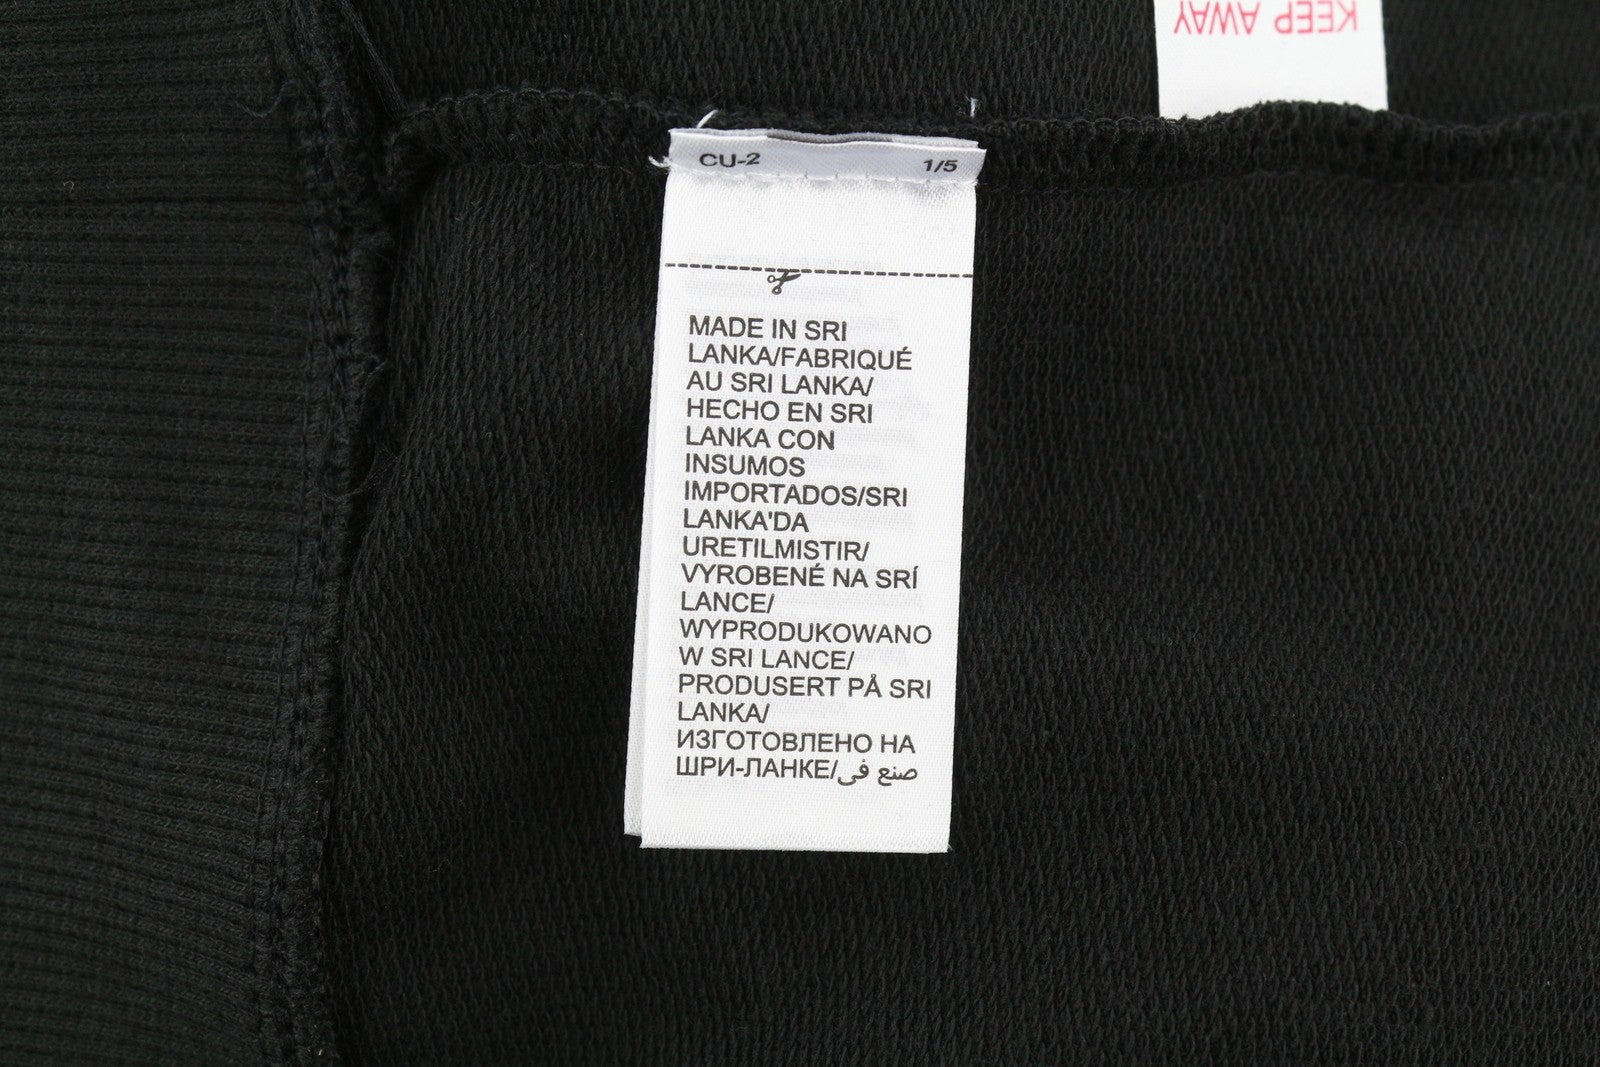 KEEP AWAY
CU-2 1/5
MADE IN SRI
LANKA/FABRIQUÉ
AU SRI LANKA/
HECHO EN SRI
LANKA CON
INSUMOS
IMPORTADOS/SRI
LANKA'DA
URETILMISTIR/
VYROBENÉ NA SRÍ
LANCE/
WYPRODUKOWANO
W SRI LANCE/
PRODUSERT PÅ SRI
LANKA/
ИЗГОТОВЛЕНО НА
ШРИ-ЛАНКЕ/صنع في